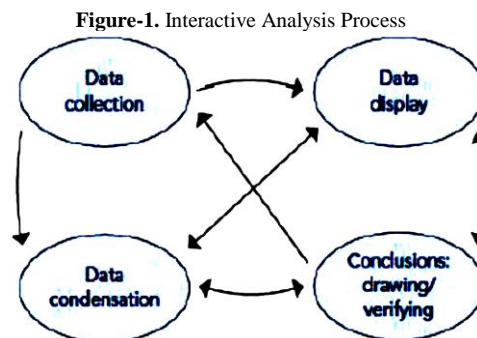 Figure-1. Interactive Analysis Process
Data
collection
Data
display
Data
condensation
Conclusions:
drawing/
verifying